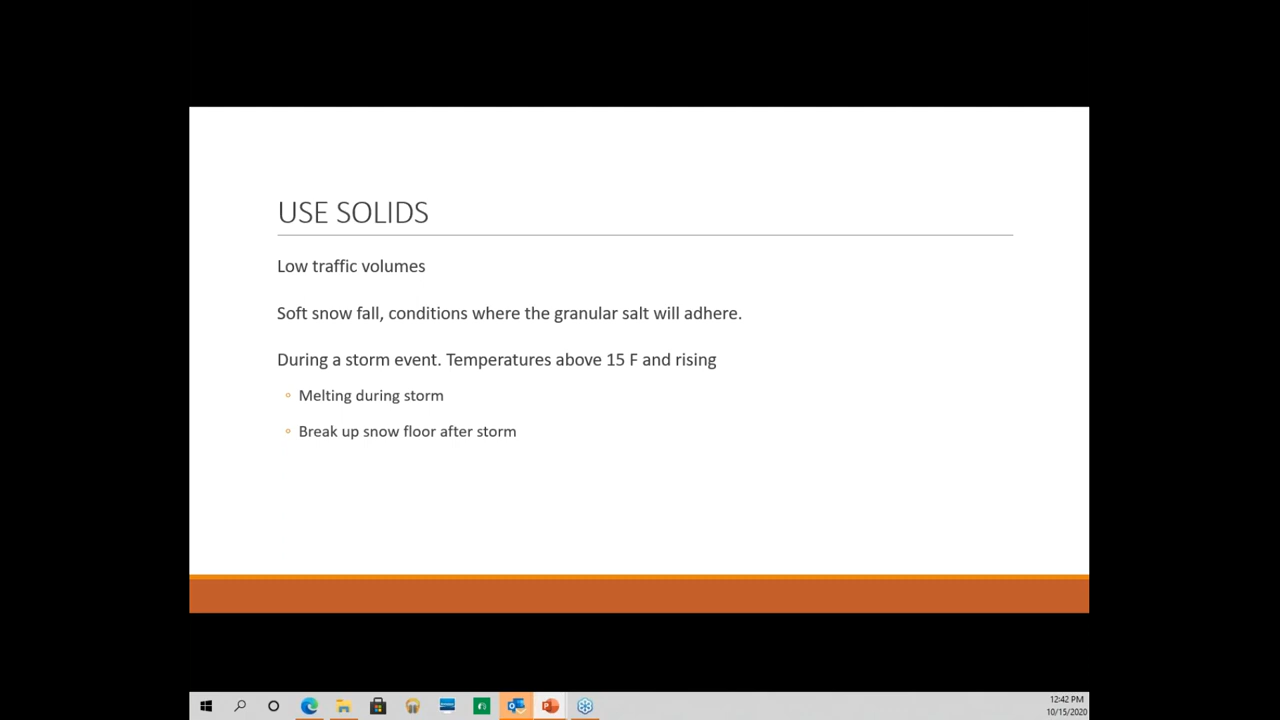 USE SOLIDS
Low traffic volumes
Soft snow fall, conditions where the granular salt will adhere.
During a storm event. Temperatures above 15 F and rising
Melting during storm
Break up snow floor after storm
12:42 PM
10/15/2020